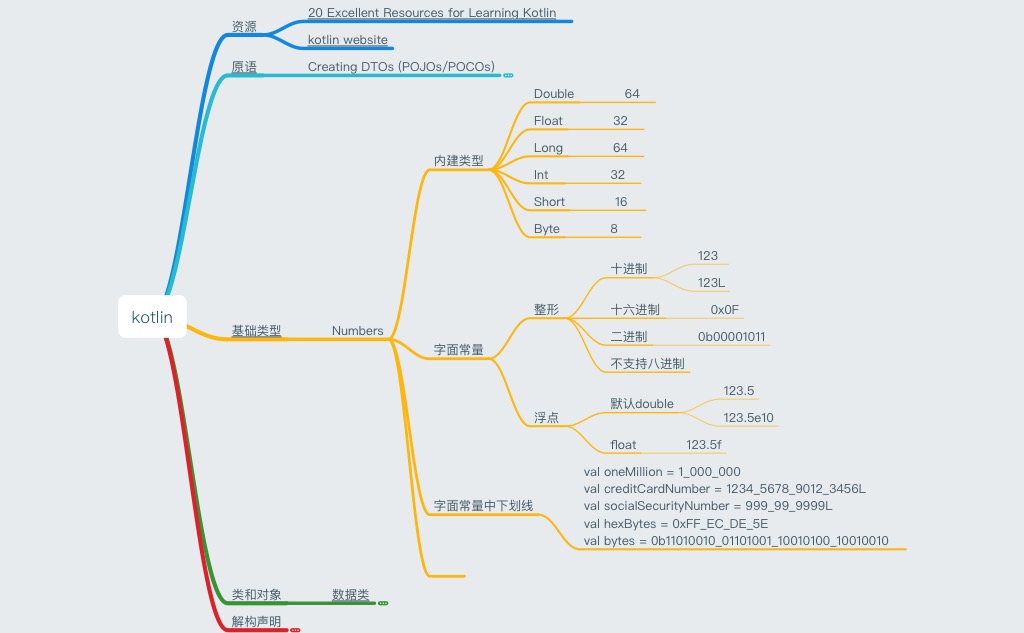 kotlin
资源
20 Excellent Resources for Learning Kotlin
kotlin website
原语
Creating DTOs (POJOs/POCOs)
基础类型
Numbers
内建类型
Double 64
Float 32
Long 64
Int 32
Short 16
Byte 8
字面常量
整形
十进制
123
123L
十六进制 0x0F
二进制 0b00001011
不支持八进制
浮点
默认double
123.5
123.5e10
float 123.5f
字面常量中下划线
val oneMillion = 1_000_000
val creditCardNumber = 1234_5678_9012_3456L
val socialSecurityNumber = 999_99_9999L
val hexBytes = 0xFF_EC_DE_5E
val bytes = 0b11010010_01101001_10010100_10010010
类和对象
数据类
解构声明